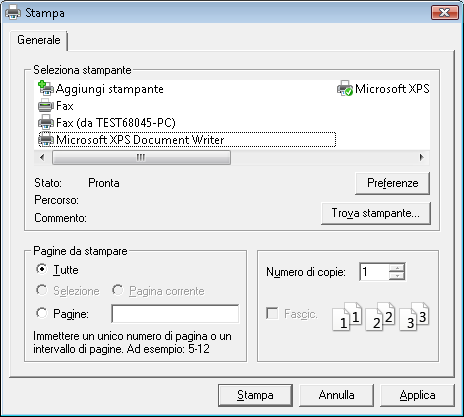 Stampa
Generale
Seleziona stampante
Aggiungi stampante
Microsoft XPS
Fax
Fax (da TEST68045-PC)
Microsoft XPS Document Writer
Stato: Pronta
Preferenze
Percorso:
Commento:
Trova stampante...
Pagine da stampare
Tutte
Selezione Pagina corrente
Pagine:
Immettere un unico numero di pagina o un
intervallo di pagine. Ad esempio: 5-12
Numero di copie: 1
Fascic.
1 1 2 2 3 3
Stampa Annulla Applica